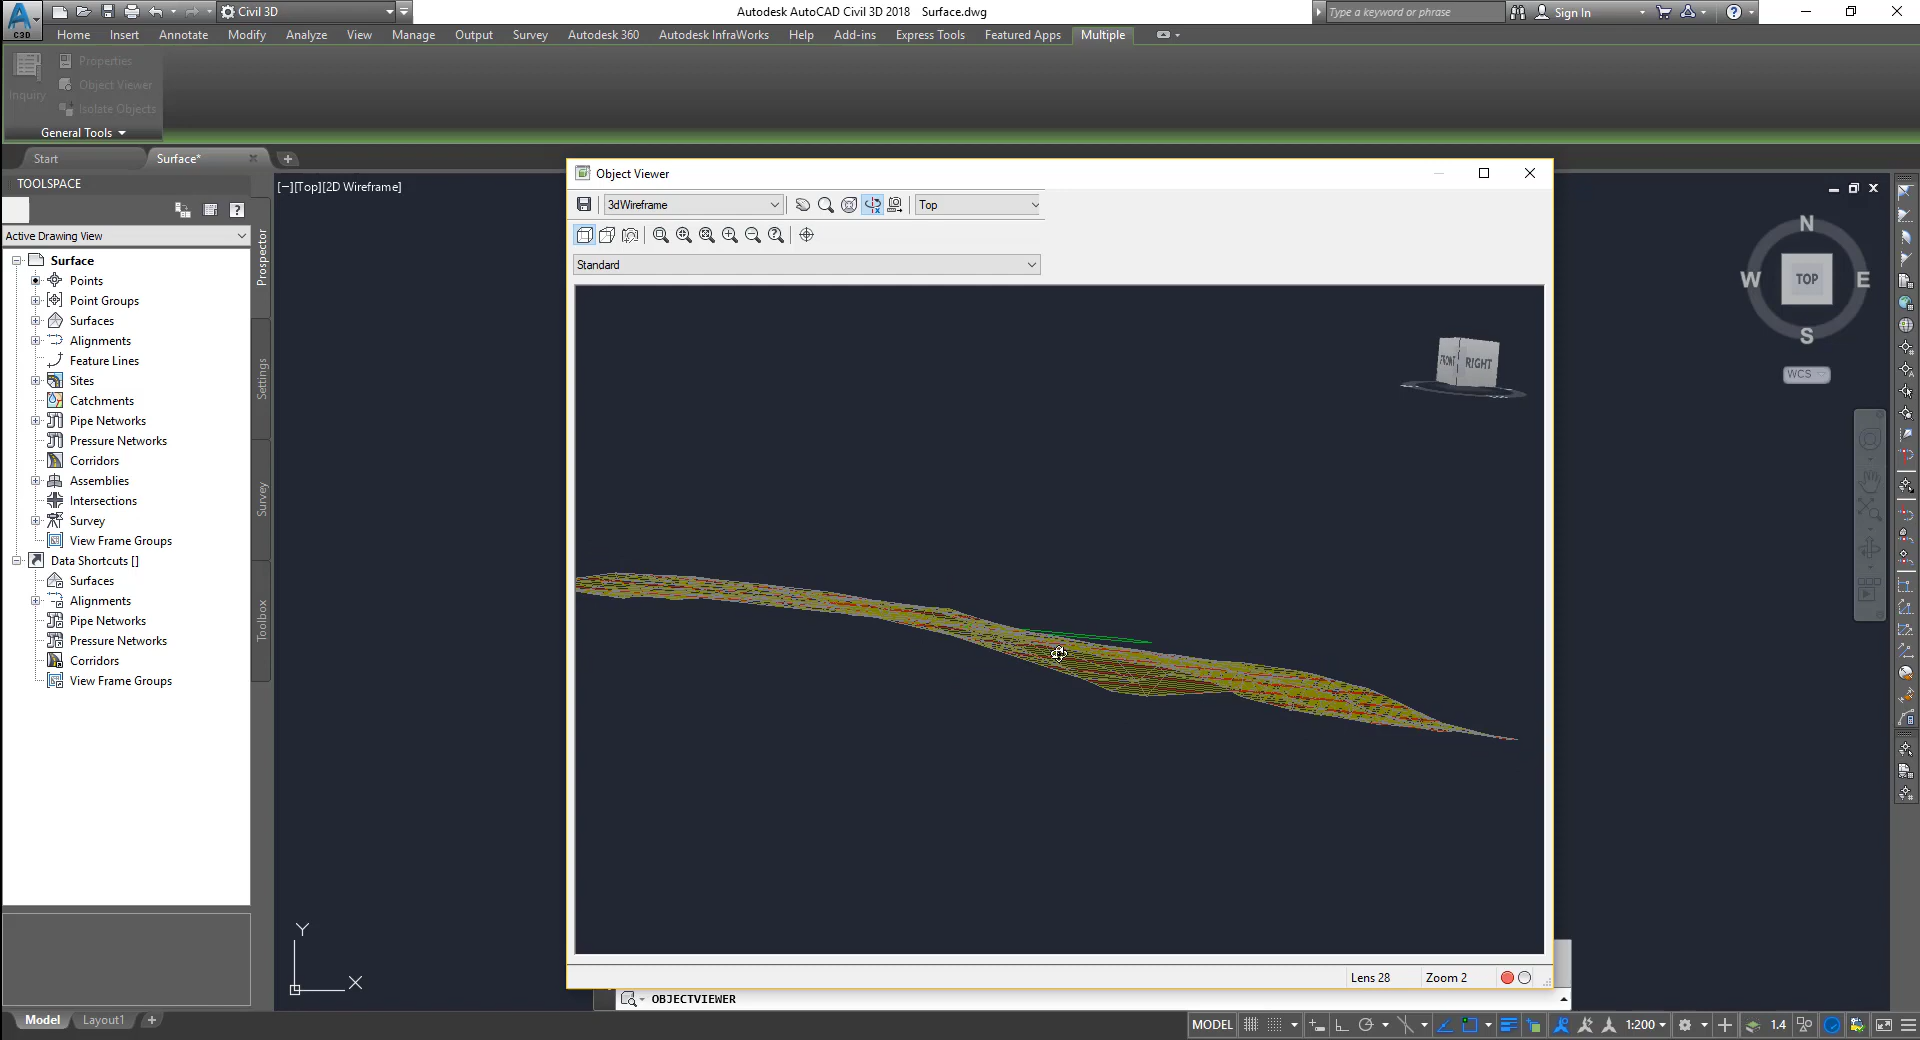 Civil 3D
Autodesk AutoCAD Civil 3D 2018 Surface.dwg
Type a keyword or phrase
Sign In
C3D
Home Insert Annotate Modify Analyze View Manage Output Survey Autodesk 360 Autodesk InfraWorks Help Add-ins Express Tools Featured Apps Multiple
Properties
Object Viewer
Inquiry
Isolate Objects
General Tools
Start
Surface*
TOOLSPACE
[−][Top][2D Wireframe]
Active Drawing View
Surface
Points
Point Groups
Surfaces
Alignments
Feature Lines
Sites
Catchments
Pipe Networks
Pressure Networks
Corridors
Assemblies
Intersections
Survey
View Frame Groups
Data Shortcuts []
Surfaces
Alignments
Pipe Networks
Pressure Networks
Corridors
View Frame Groups
Prospector
Settings
Survey
Toolbox
Object Viewer
3dWireframe
Top
Standard
FRONT RIGHT
N
W TOP E
S
WCS
Y
X
Lens 28 Zoom 2
OBJECTVIEWER
Model Layout1 +
MODEL 1:200 1.4